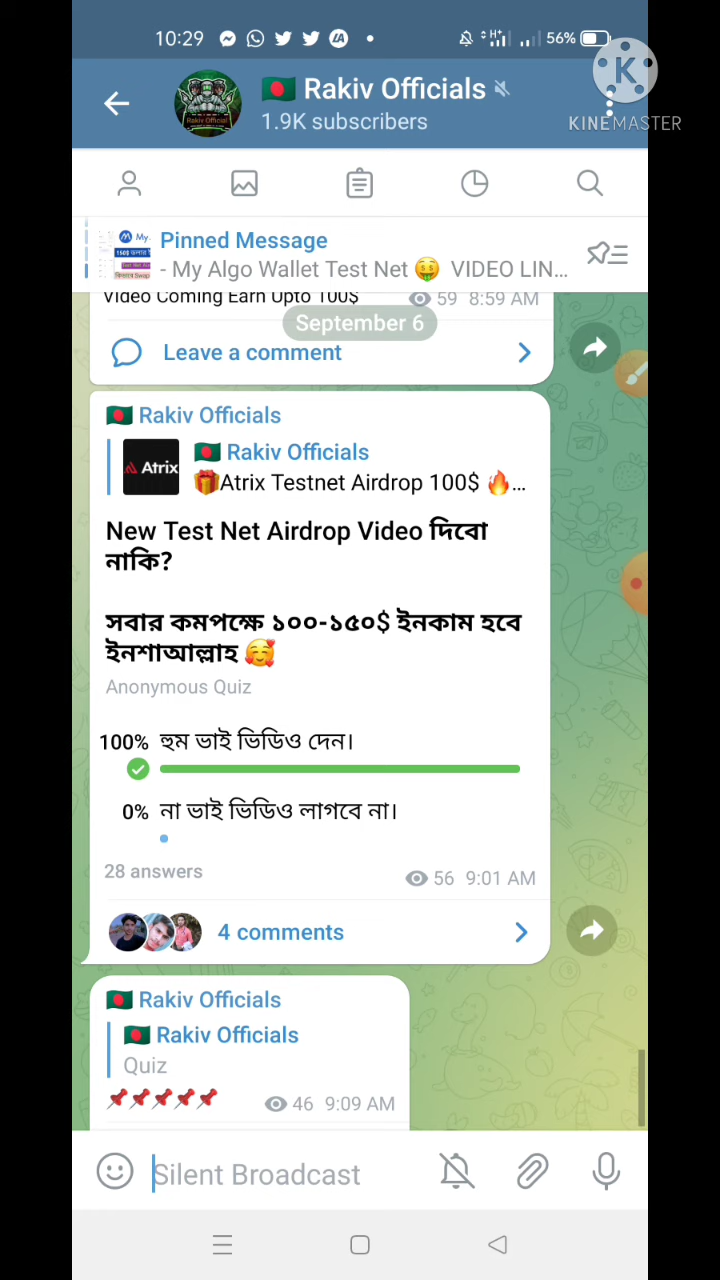 10:29
56%
K
KINEMASTER
🇧🇩 Rakiv Officials
1.9K subscribers
Pinned Message
- My Algo Wallet Test Net 🤑 VIDEO LIN...
Video Coming Earn Upto 100$ 59 8:59 AM
September 6
Leave a comment
🇧🇩 Rakiv Officials
Atrix
🇧🇩 Rakiv Officials
🎁Atrix Testnet Airdrop 100$ 🔥...
New Test Net Airdrop Video দিবো
নাকি?
সবার কমপক্ষে ১০০-১৫০$ ইনকাম হবে
ইনশাআল্লাহ 🥰
Anonymous Quiz
100% হুম ভাই ভিডিও দেন।
0% না ভাই ভিডিও লাগবে না।
28 answers
56 9:01 AM
4 comments
🇧🇩 Rakiv Officials
🇧🇩 Rakiv Officials
Quiz
📌📌📌📌📌 46 9:09 AM
Silent Broadcast